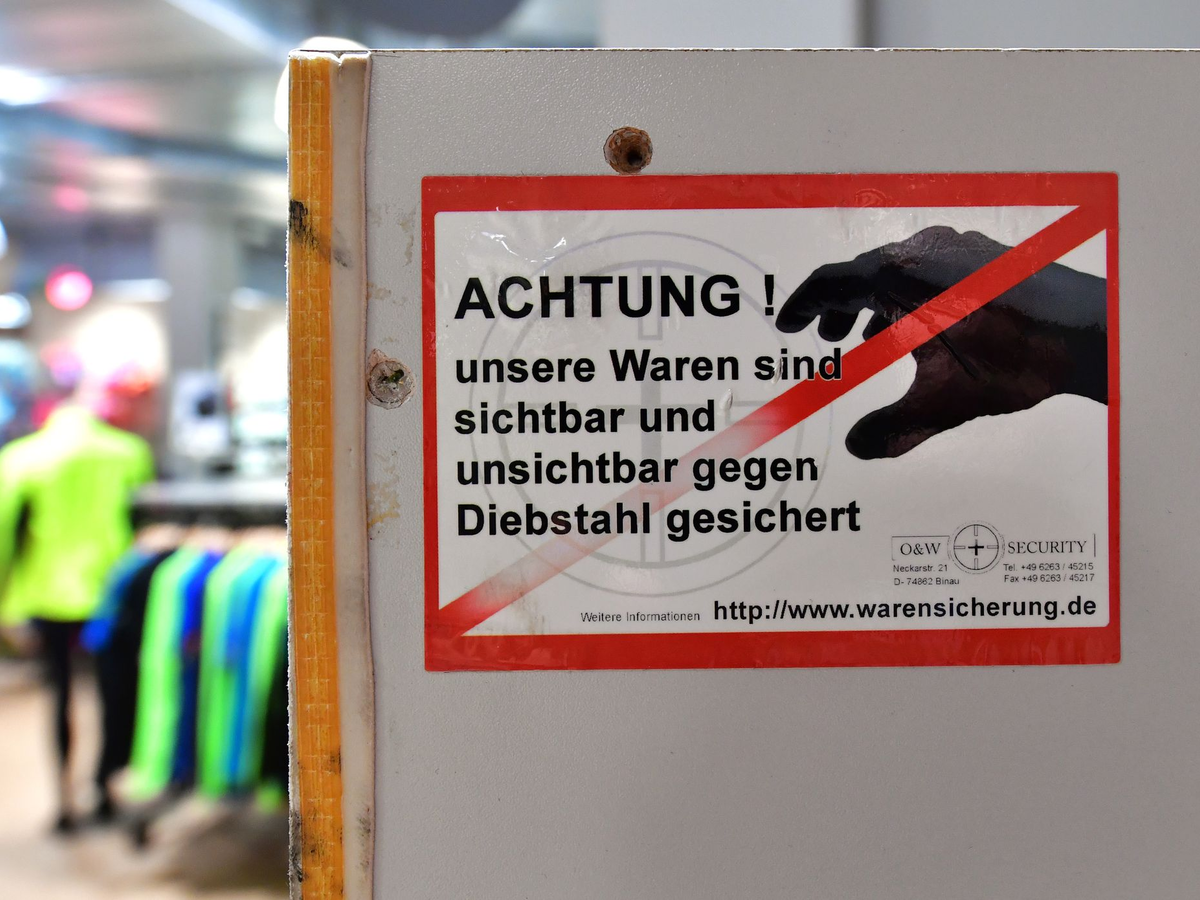 ACHTUNG !
unsere Waren sind
sichtbar und
unsichtbar gegen
Diebstahl gesichert
O&W SECURITY
Neckarstr. 21 Tel. +49 6263 / 45215
D- 74862 Binau Fax +49 6263 / 45217
Weitere Informationen http://www.warensicherung.de